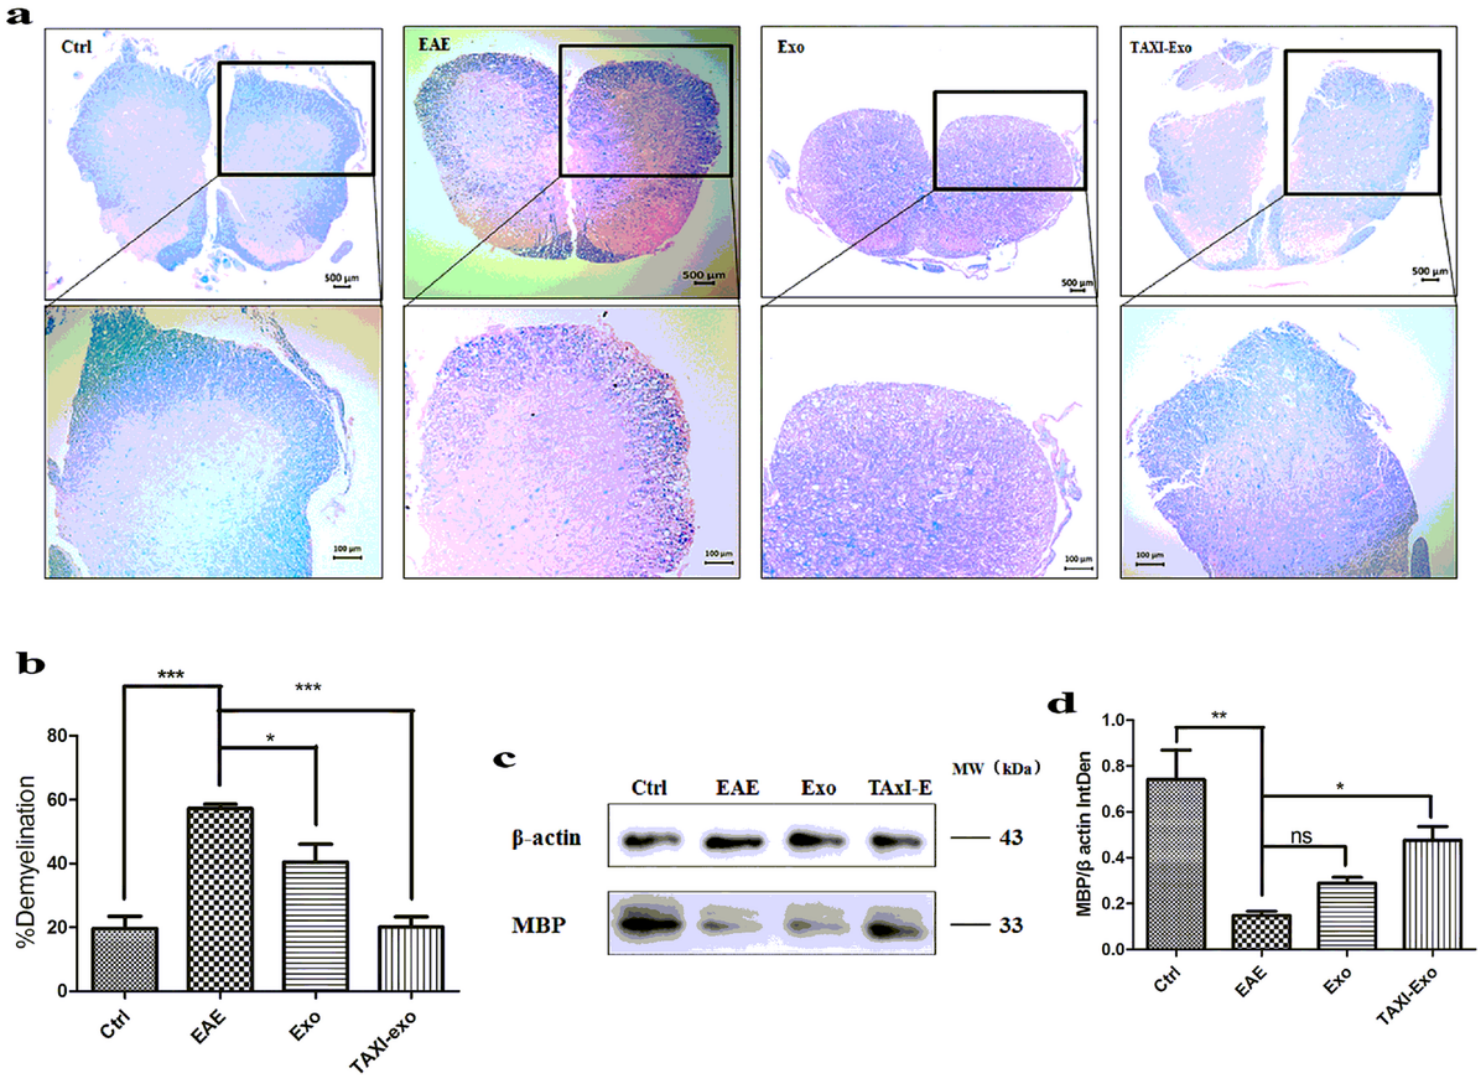 a
Ctrl
EAE
Exo
TAXI-Exo
500 µm
500 µm
500 µm
500 µm
100 µm
100 µm
100 µm
100 µm
b
***
***
*
%Demyelination
80
60
40
20
0
Ctrl
EAE
Exo
TAXI-exo
c
Ctrl EAE Exo TAxI-E MW (kDa)
β-actin 43
MBP 33
d
**
*
ns
MBP/β actin IntDen
1.0
0.8
0.6
0.4
0.2
0.0
Ctrl
EAE
Exo
TAXI-Exo